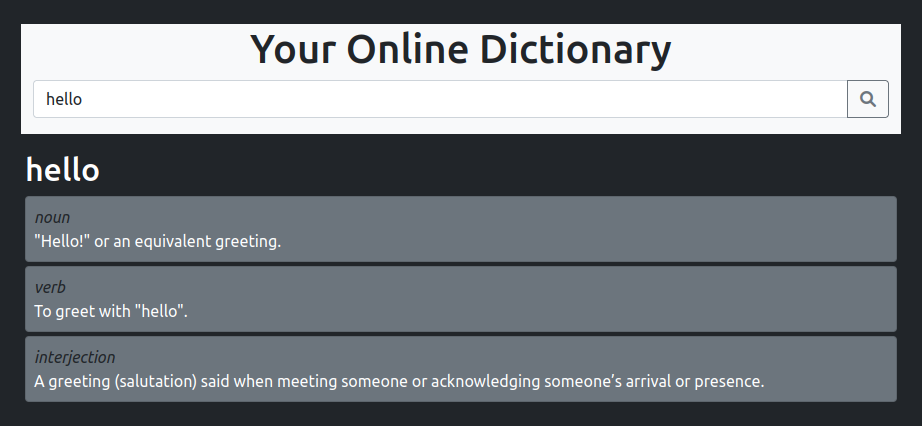 Your Online Dictionary
hello
hello
noun
"Hello!" or an equivalent greeting.
verb
To greet with "hello".
interjection
A greeting (salutation) said when meeting someone or acknowledging someone’s arrival or presence.